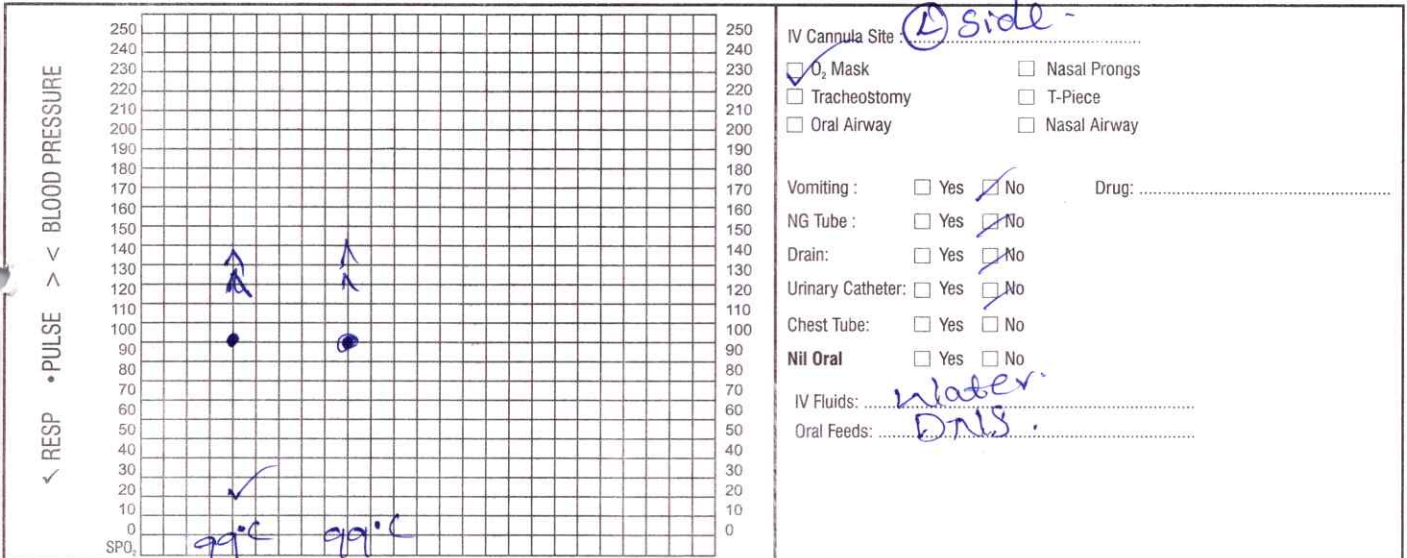 250 250
240 240
230 230
220 220
210 210
200 200
190 190
180 180
170 170
160 160
150 150
140 140
130 130
120 120
110 110
100 100
90 90
80 80
70 70
60 60
50 50
40 40
30 30
20 20
10 10
0 0
SPO₂ 99°C 99°C
✓ RESP • PULSE > < BLOOD PRESSURE
IV Cannula Site : Ⓛ Side -
☑ O₂ Mask ☐ Nasal Prongs
☐ Tracheostomy ☐ T-Piece
☐ Oral Airway ☐ Nasal Airway
Vomiting : ☐ Yes ☑ No Drug:
NG Tube : ☐ Yes ☑ No
Drain: ☐ Yes ☑ No
Urinary Catheter: ☐ Yes ☑ No
Chest Tube: ☐ Yes ☐ No
Nil Oral ☐ Yes ☐ No
IV Fluids: Water.
Oral Feeds: DNS.